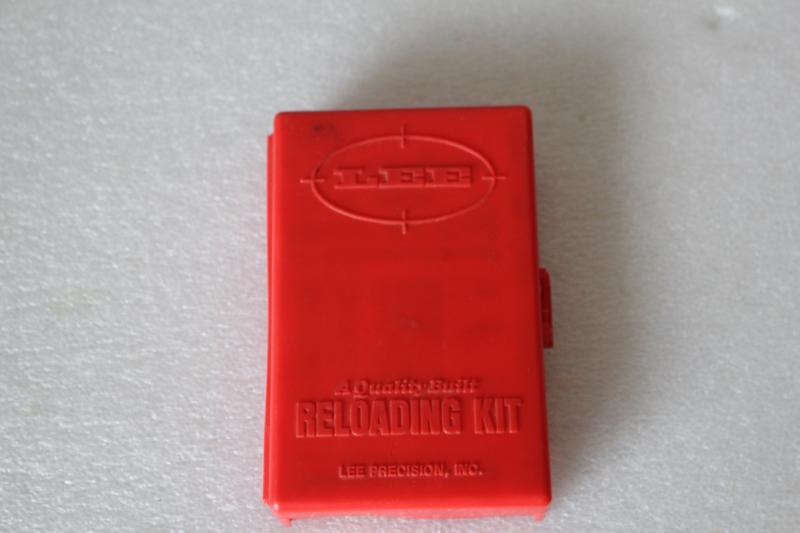 LEE
A Quality Built
RELOADING KIT
LEE PRECISION, INC.